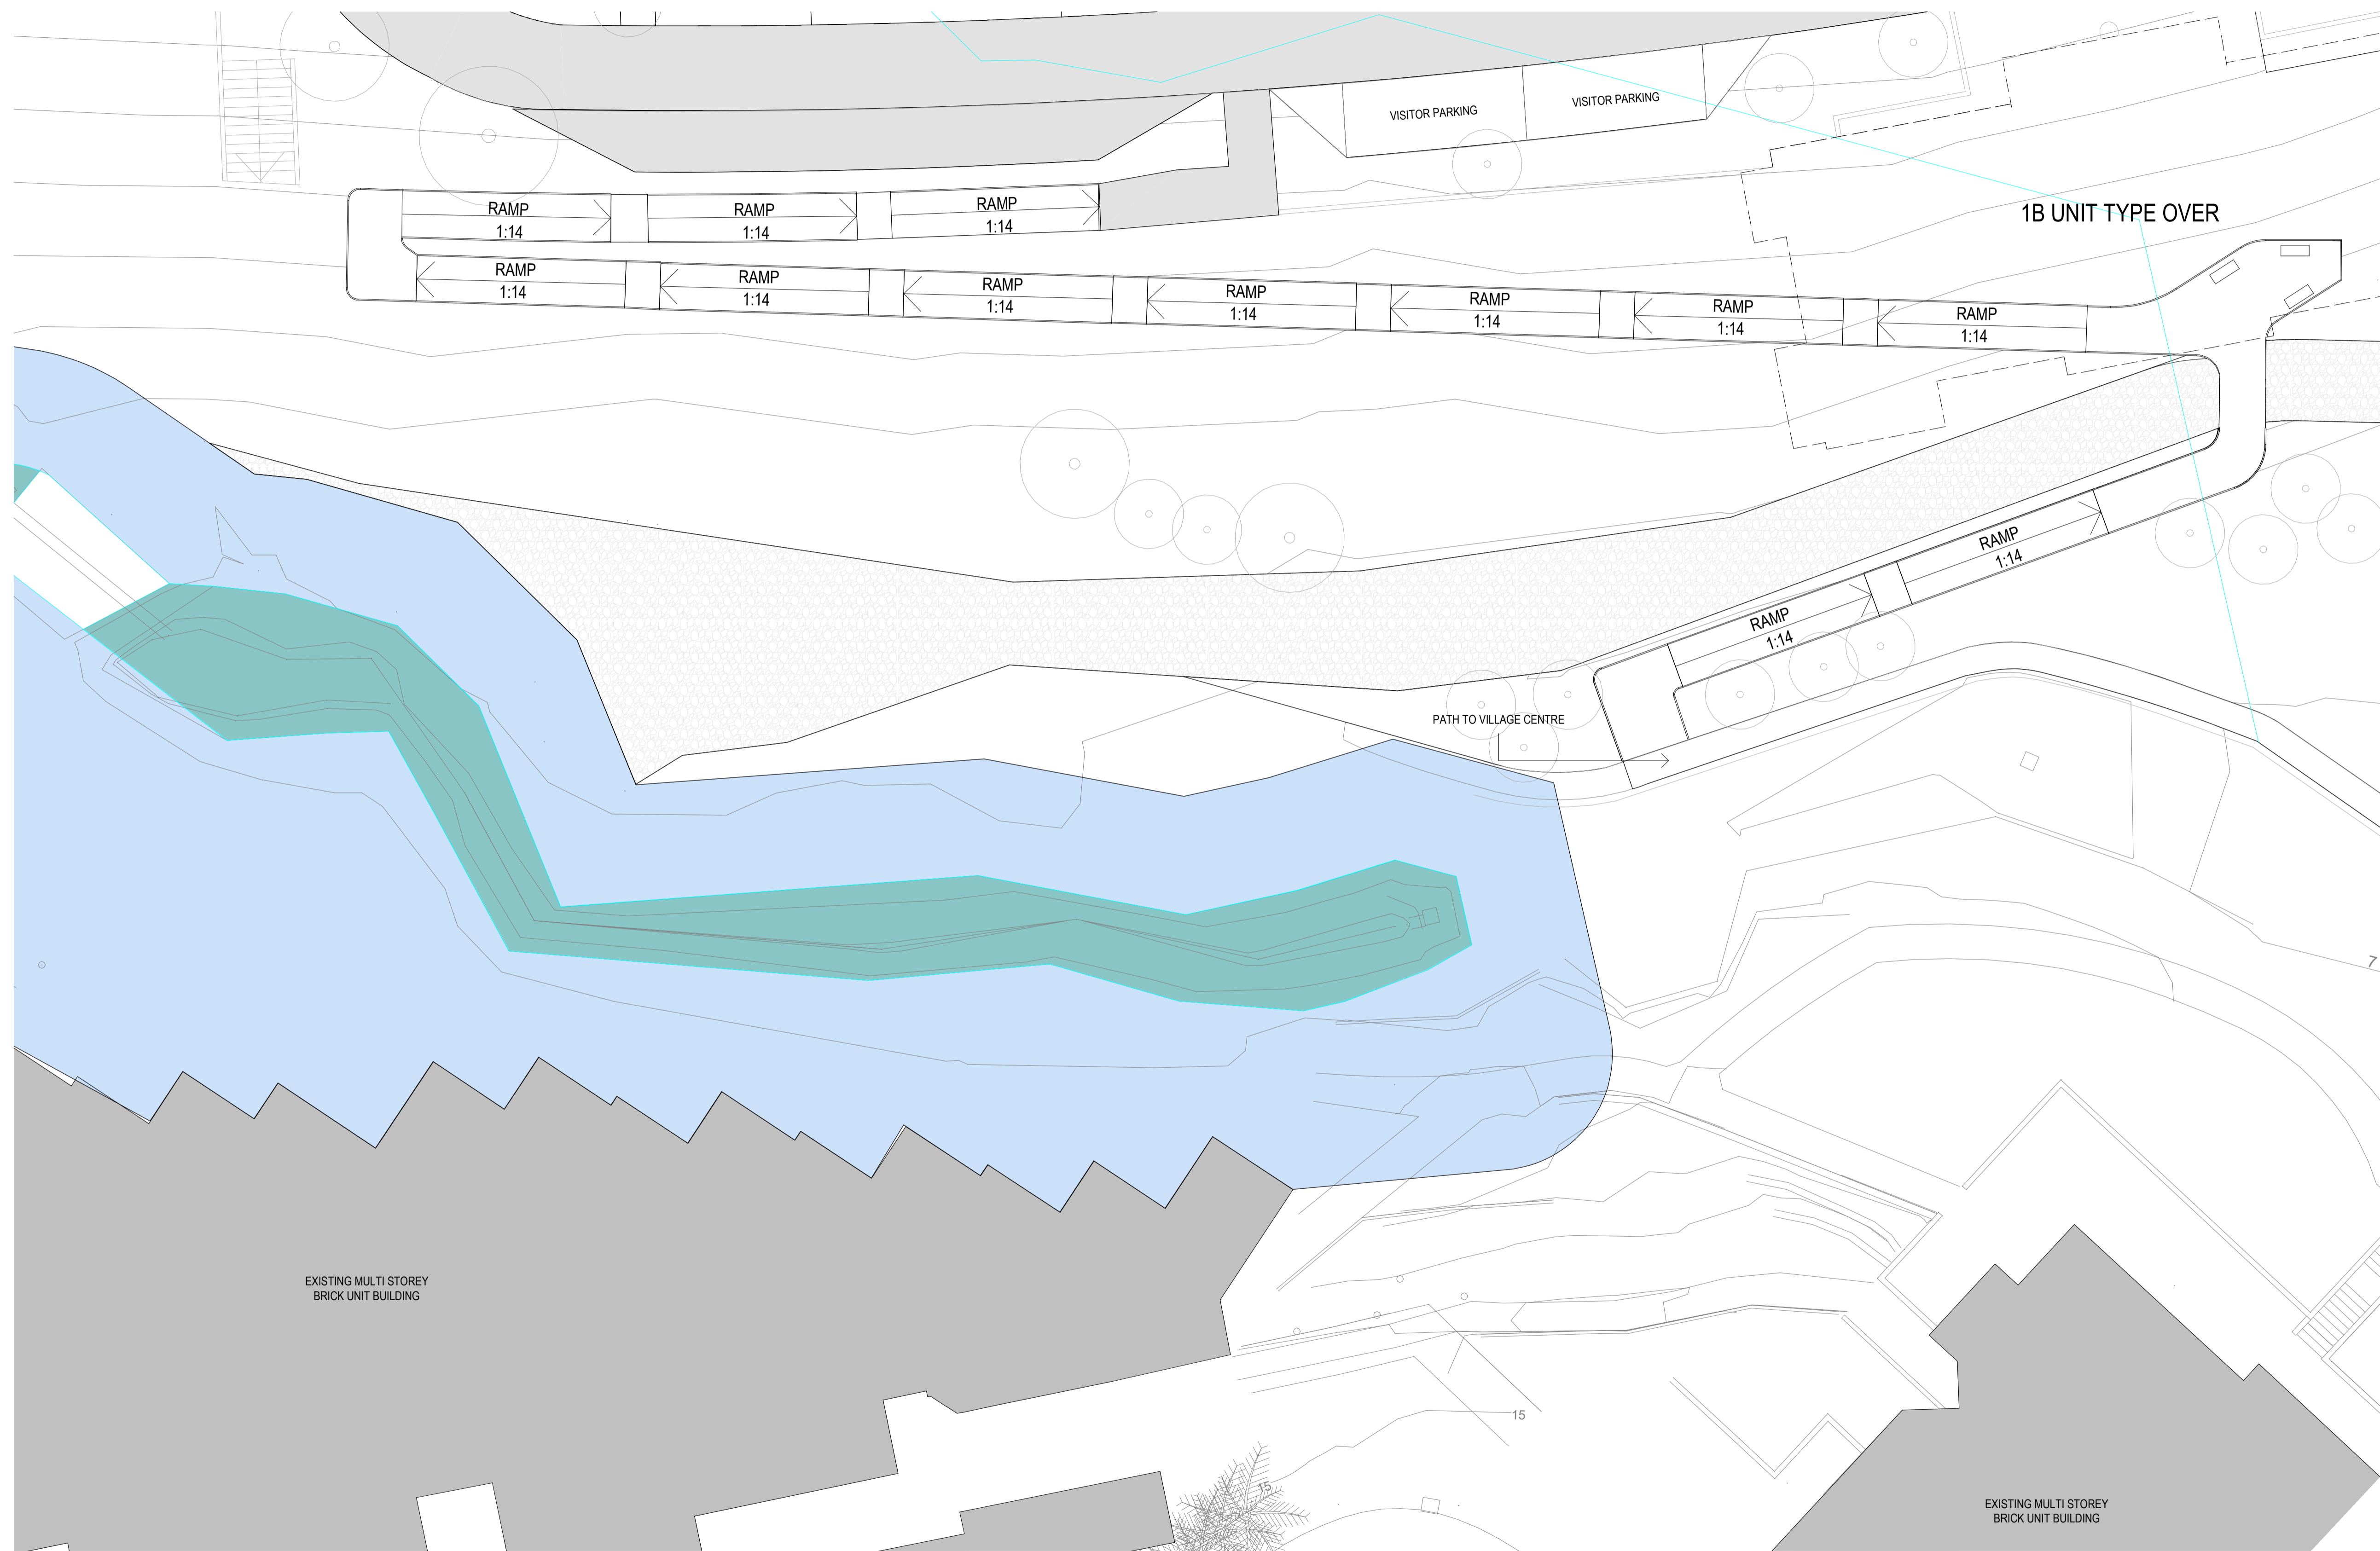 VISITOR PARKING
VISITOR PARKING
1B UNIT TYPE OVER
RAMP
1:14
RAMP
1:14
RAMP
1:14
RAMP
1:14
RAMP
1:14
RAMP
1:14
RAMP
1:14
RAMP
1:14
RAMP
1:14
RAMP
1:14
RAMP
1:14
RAMP
1:14
PATH TO VILLAGE CENTRE
7
EXISTING MULTI STOREY
BRICK UNIT BUILDING
15
15
EXISTING MULTI STOREY
BRICK UNIT BUILDING